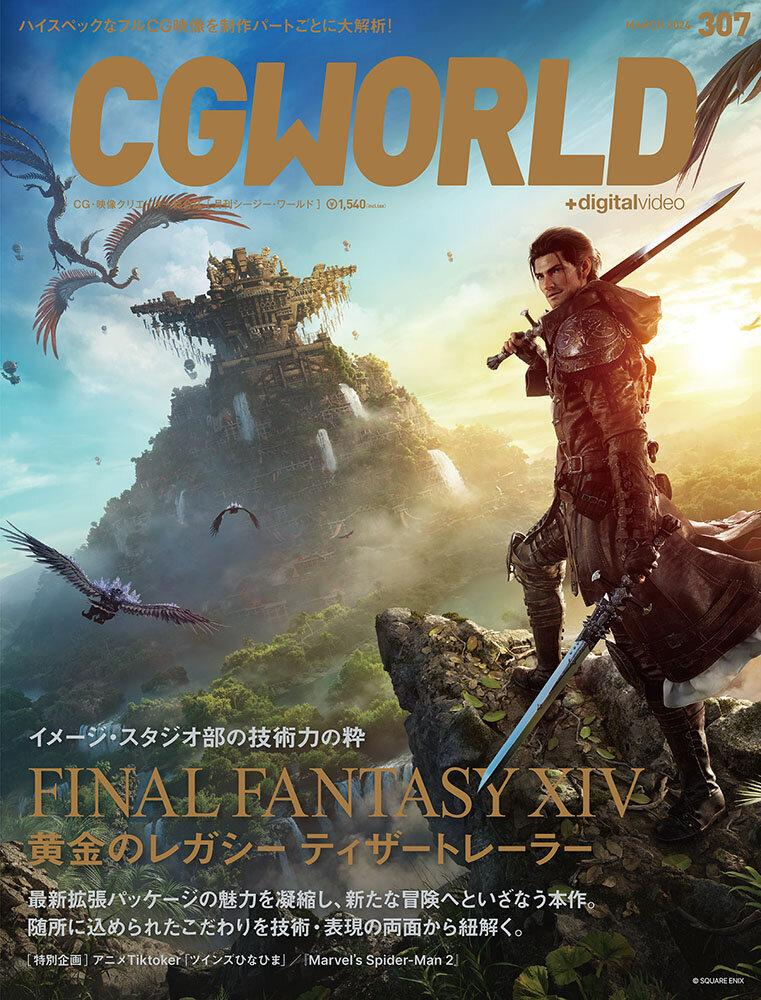 ハイスペックなフルCG映像を制作パートごとに大解析!
MARCH 2024 307
CGWORLD
CG・映像クリエ 月刊シージー・ワールド] ¥1,540(incl.tax)
+digitalvideo
イメージ・スタジオ部の技術力の粋
FINAL FANTASY XIV
黄金のレガシー ティザートレーラー
最新拡張パッケージの魅力を凝縮し、新たな冒険へといざなう本作。
随所に込められたこだわりを技術・表現の両面から紐解く。
[特別企画] アニメTiktoker『ツインズひなひま』/『Marvel's Spider-Man 2』
© SQUARE ENIX